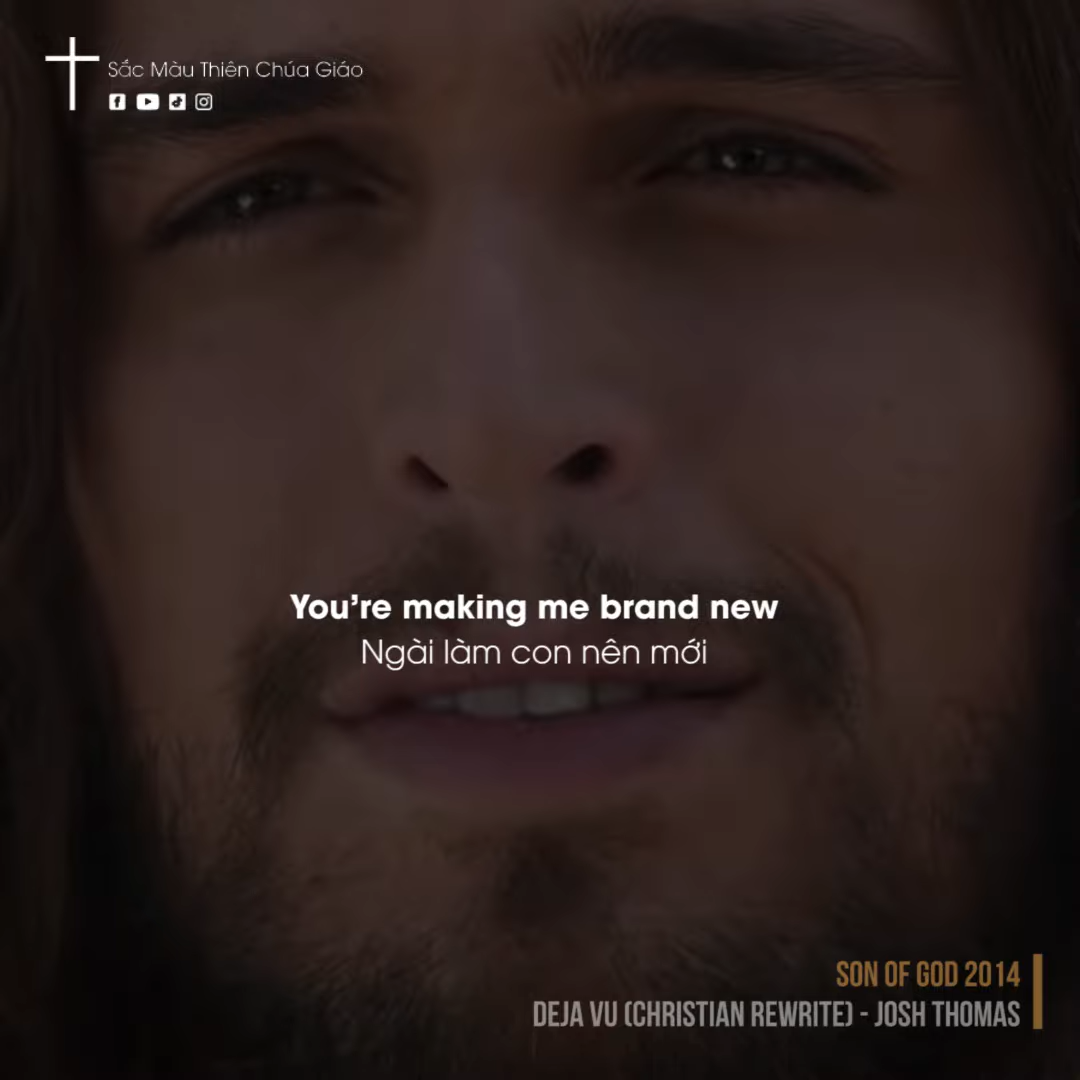 Sắc Màu Thiên Chúa Giáo
You're making me brand new
Ngài làm con nên mới
SON OF GOD 2014
DEJA VU (CHRISTIAN REWRITE) - JOSH THOMAS